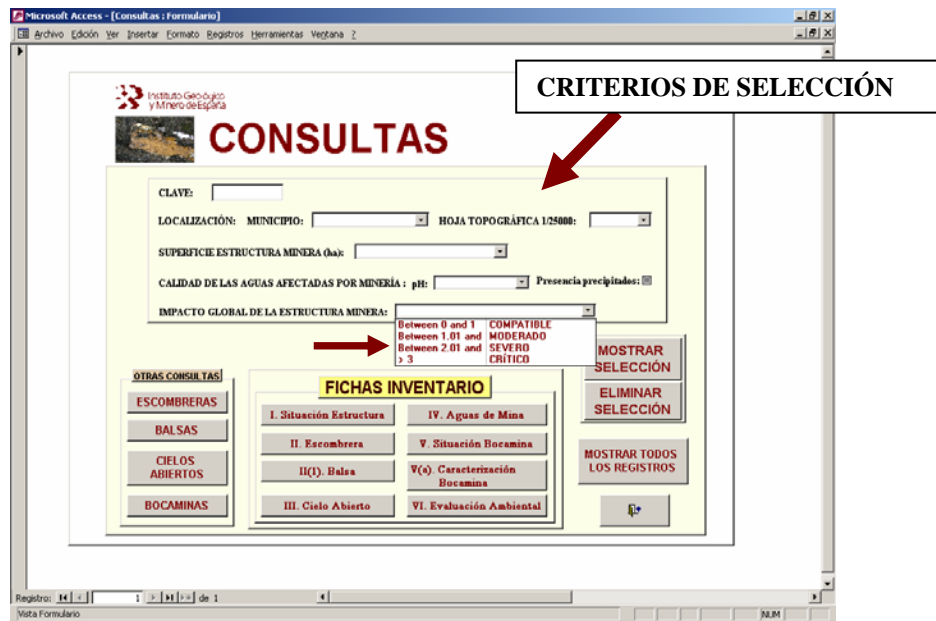 Microsoft Access - [Consultas : Formulario]
Archivo Edición Ver Insertar Formato Registros Herramientas Ventana ?
CRITERIOS DE SELECCIÓN
Instituto Geológico
y Minero de España
CONSULTAS
CLAVE:
LOCALIZACIÓN: MUNICIPIO: HOJA TOPOGRÁFICA 1/25000:
SUPERFICIE ESTRUCTURA MINERA (ha):
CALIDAD DE LAS AGUAS AFECTADAS POR MINERÍA : pH: Presencia precipitados:
IMPACTO GLOBAL DE LA ESTRUCTURA MINERA:
Between 0 and 1 COMPATIBLE
Between 1.01 and MODERADO
Between 2.01 and SEVERO
> 3 CRÍTICO
MOSTRAR
SELECCIÓN
ELIMINAR
SELECCIÓN
MOSTRAR TODOS
LOS REGISTROS
OTRAS CONSULTAS
ESCOMBRERAS
BALSAS
CIELOS
ABIERTOS
BOCAMINAS
FICHAS INVENTARIO
I. Situación Estructura
II. Escombrera
II(1). Balsa
III. Cielo Abierto
IV. Aguas de Mina
V. Situación Bocamina
V(a). Caracterización
Bocamina
VI. Evaluación Ambiental
Registro: 1 de 1
Vista Formulario NUM